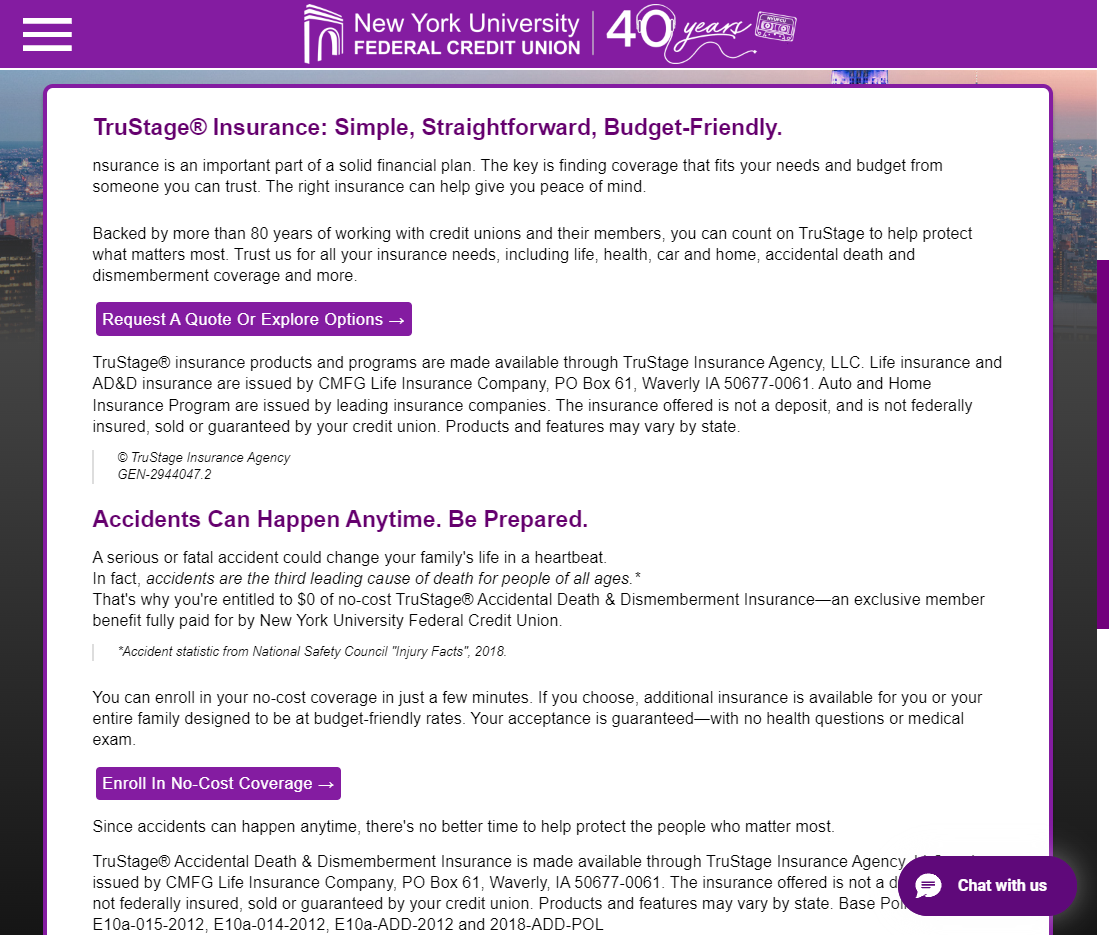 New York University
FEDERAL CREDIT UNION
40 years
TruStage® Insurance: Simple, Straightforward, Budget-Friendly.
nsurance is an important part of a solid financial plan. The key is finding coverage that fits your needs and budget from
someone you can trust. The right insurance can help give you peace of mind.
Backed by more than 80 years of working with credit unions and their members, you can count on TruStage to help protect
what matters most. Trust us for all your insurance needs, including life, health, car and home, accidental death and
dismemberment coverage and more.
Request A Quote Or Explore Options →
TruStage® insurance products and programs are made available through TruStage Insurance Agency, LLC. Life insurance and
AD&D insurance are issued by CMFG Life Insurance Company, PO Box 61, Waverly IA 50677-0061. Auto and Home
Insurance Program are issued by leading insurance companies. The insurance offered is not a deposit, and is not federally
insured, sold or guaranteed by your credit union. Products and features may vary by state.
© TruStage Insurance Agency
GEN-2944047.2
Accidents Can Happen Anytime. Be Prepared.
A serious or fatal accident could change your family's life in a heartbeat.
In fact, accidents are the third leading cause of death for people of all ages.*
That's why you're entitled to $0 of no-cost TruStage® Accidental Death & Dismemberment Insurance—an exclusive member
benefit fully paid for by New York University Federal Credit Union.
*Accident statistic from National Safety Council "Injury Facts", 2018.
You can enroll in your no-cost coverage in just a few minutes. If you choose, additional insurance is available for you or your
entire family designed to be at budget-friendly rates. Your acceptance is guaranteed—with no health questions or medical
exam.
Enroll In No-Cost Coverage →
Since accidents can happen anytime, there's no better time to help protect the people who matter most.
TruStage® Accidental Death & Dismemberment Insurance is made available through TruStage Insurance Agency,
issued by CMFG Life Insurance Company, PO Box 61, Waverly, IA 50677-0061. The insurance offered is not a
not federally insured, sold or guaranteed by your credit union. Products and features may vary by state. Base
E10a-015-2012, E10a-014-2012, E10a-ADD-2012 and 2018-ADD-POL
Chat with us